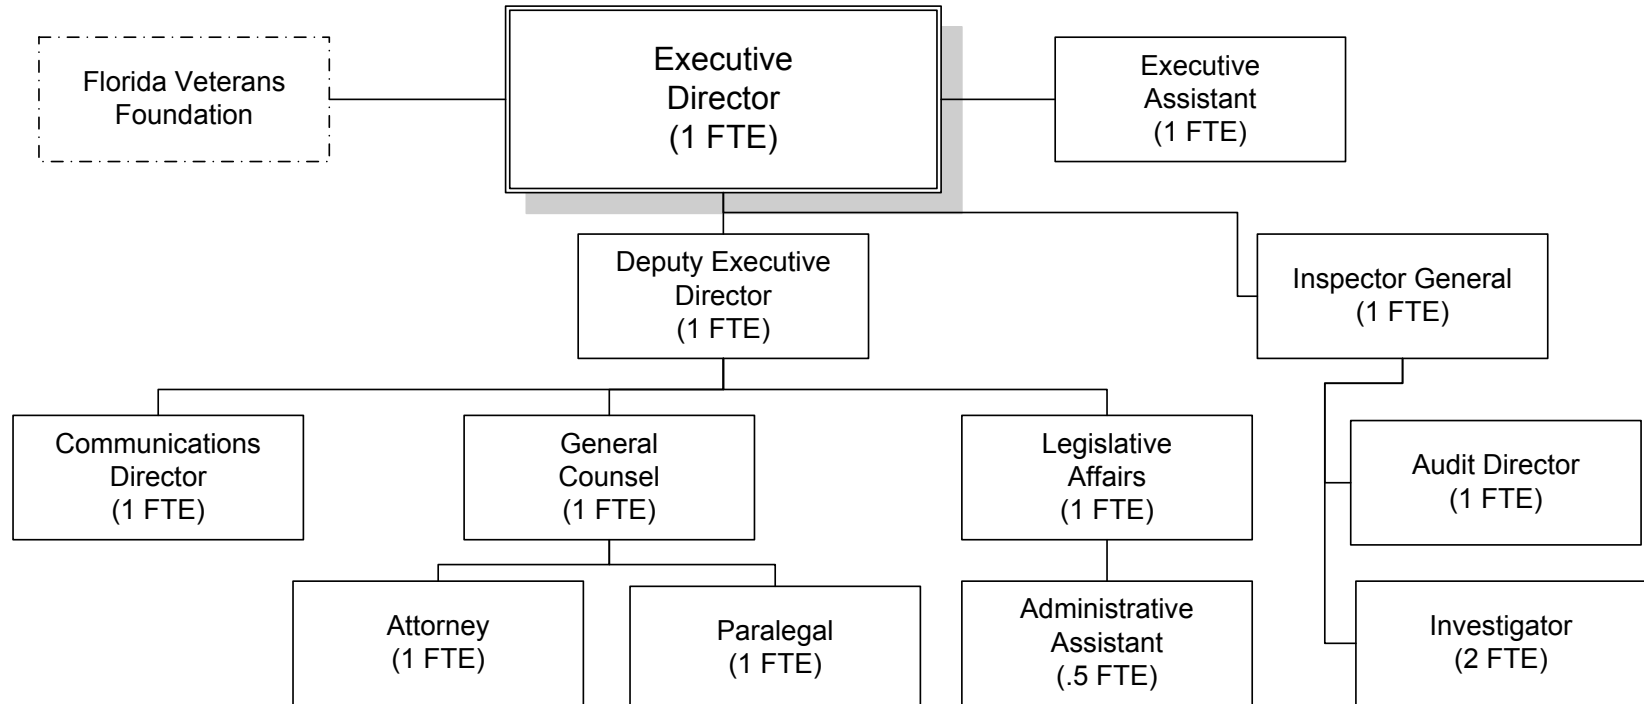 Florida Veterans
Foundation
Executive
Director
(1 FTE)
Executive
Assistant
(1 FTE)
Deputy Executive
Director
(1 FTE)
Inspector General
(1 FTE)
Communications
Director
(1 FTE)
General
Counsel
(1 FTE)
Legislative
Affairs
(1 FTE)
Audit Director
(1 FTE)
Attorney
(1 FTE)
Paralegal
(1 FTE)
Administrative
Assistant
(.5 FTE)
Investigator
(2 FTE)